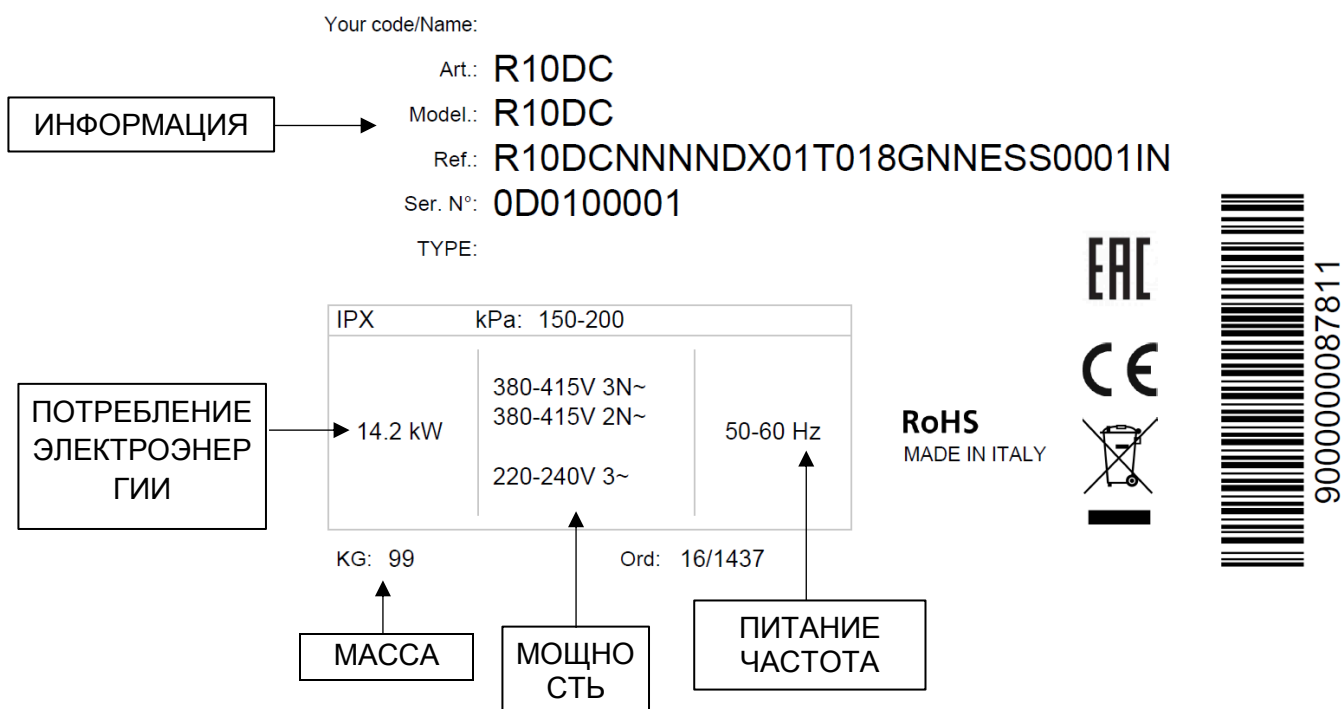 Your code/Name:
Art.: R10DC
Model.: R10DC
Ref.: R10DCNNNNDX01T018GNNESS0001IN
Ser. N°: 0D0100001
TYPE:
ИНФОРМАЦИЯ
EAC
CE
9000000087811
IPX kPa: 150-200
14.2 kW
380-415V 3N~
380-415V 2N~
220-240V 3~
50-60 Hz
RoHS
MADE IN ITALY
ПОТРЕБЛЕНИЕ
ЭЛЕКТРОЭНЕР
ГИИ
KG: 99
Ord: 16/1437
МАССА
МОЩНО
СТЬ
ПИТАНИЕ
ЧАСТОТА